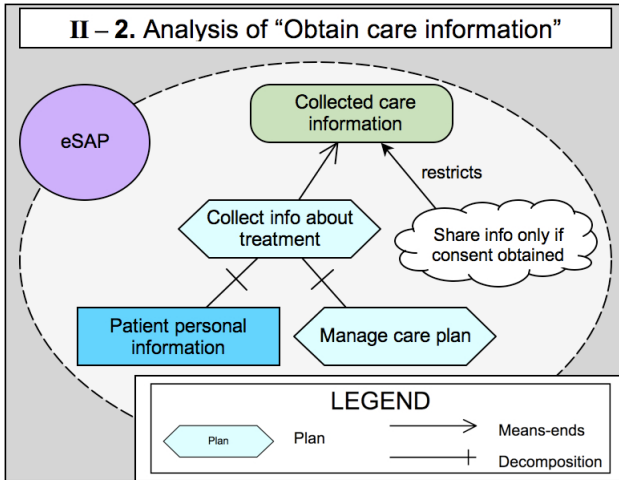 II – 2. Analysis of “Obtain care information”
eSAP
Collected care
information
restricts
Collect info about
treatment
Share info only if
consent obtained
Patient personal
information
Manage care plan
LEGEND
Plan
Plan
Means-ends
Decomposition